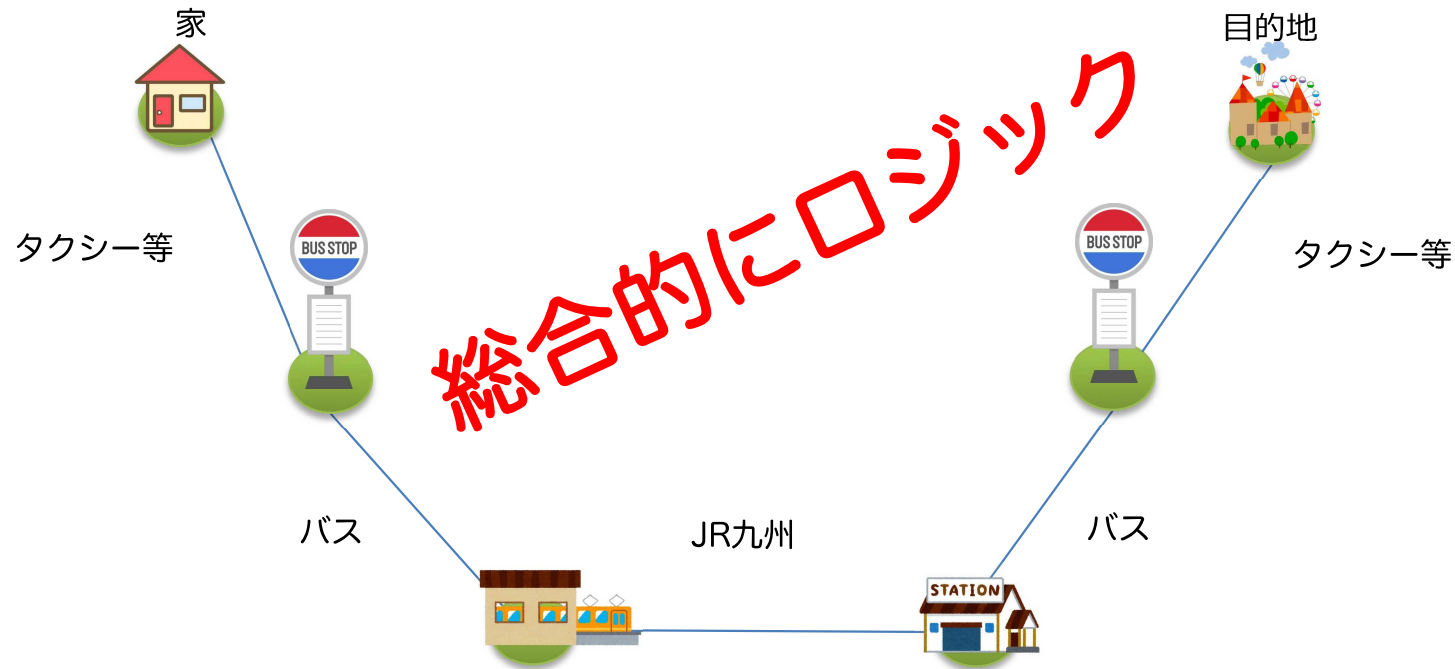 家
目的地
総合的にロジック
タクシー等
BUS STOP
BUS STOP
タクシー等
バス
JR九州
バス
STATION